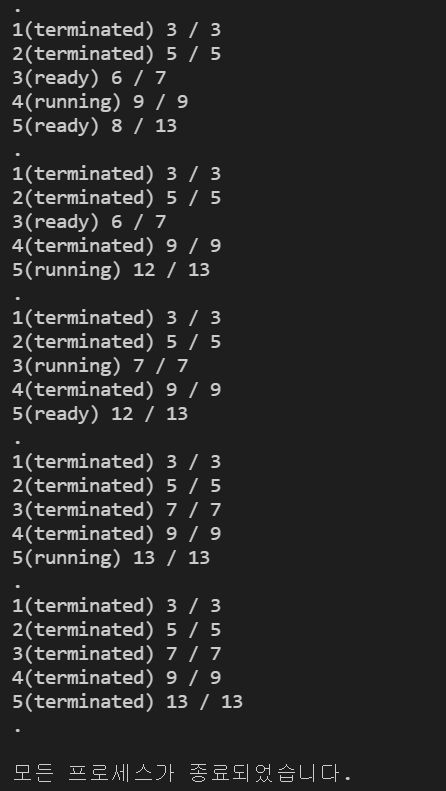 .
1(terminated) 3 / 3
2(terminated) 5 / 5
3(ready) 6 / 7
4(running) 9 / 9
5(ready) 8 / 13
.
1(terminated) 3 / 3
2(terminated) 5 / 5
3(ready) 6 / 7
4(terminated) 9 / 9
5(running) 12 / 13
.
1(terminated) 3 / 3
2(terminated) 5 / 5
3(running) 7 / 7
4(terminated) 9 / 9
5(ready) 12 / 13
.
1(terminated) 3 / 3
2(terminated) 5 / 5
3(terminated) 7 / 7
4(terminated) 9 / 9
5(running) 13 / 13
.
1(terminated) 3 / 3
2(terminated) 5 / 5
3(terminated) 7 / 7
4(terminated) 9 / 9
5(terminated) 13 / 13
.
모든 프로세스가 종료되었습니다.